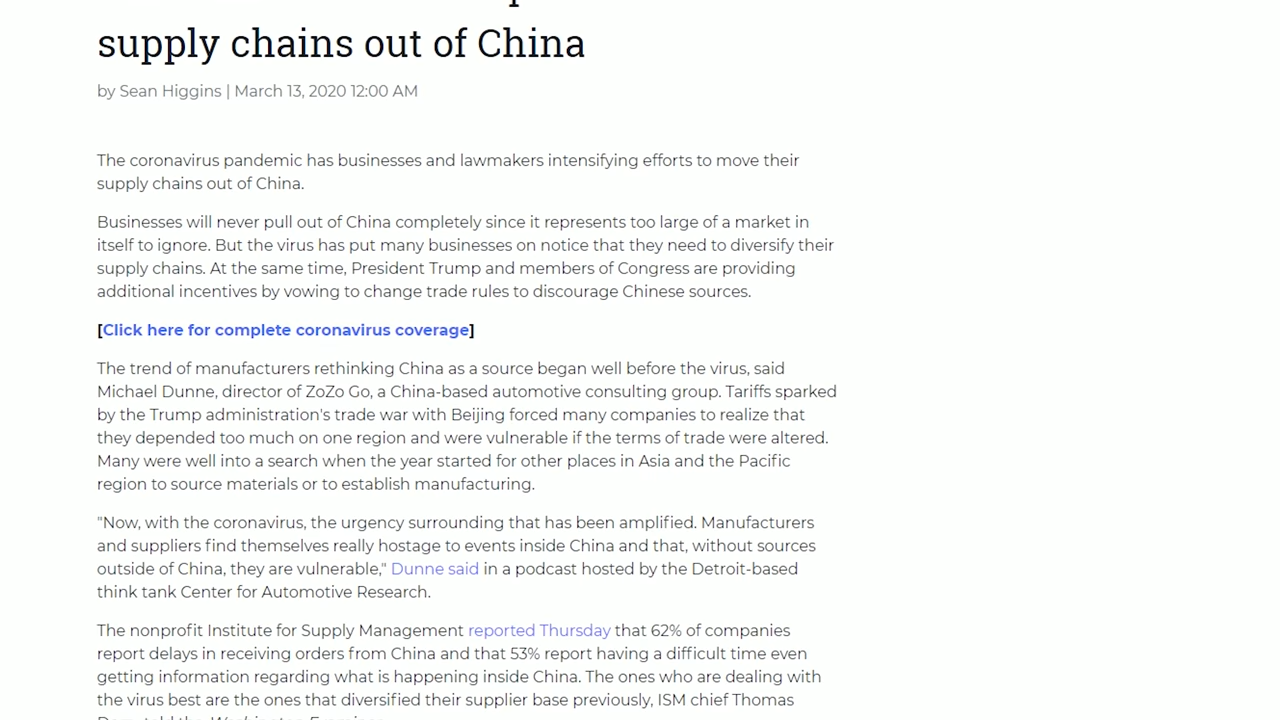 supply chains out of China
by Sean Higgins | March 13, 2020 12:00 AM
The coronavirus pandemic has businesses and lawmakers intensifying efforts to move their
supply chains out of China.
Businesses will never pull out of China completely since it represents too large of a market in
itself to ignore. But the virus has put many businesses on notice that they need to diversify their
supply chains. At the same time, President Trump and members of Congress are providing
additional incentives by vowing to change trade rules to discourage Chinese sources.
[Click here for complete coronavirus coverage]
The trend of manufacturers rethinking China as a source began well before the virus, said
Michael Dunne, director of ZoZo Go, a China-based automotive consulting group. Tariffs sparked
by the Trump administration's trade war with Beijing forced many companies to realize that
they depended too much on one region and were vulnerable if the terms of trade were altered.
Many were well into a search when the year started for other places in Asia and the Pacific
region to source materials or to establish manufacturing.
"Now, with the coronavirus, the urgency surrounding that has been amplified. Manufacturers
and suppliers find themselves really hostage to events inside China and that, without sources
outside of China, they are vulnerable," Dunne said in a podcast hosted by the Detroit-based
think tank Center for Automotive Research.
The nonprofit Institute for Supply Management reported Thursday that 62% of companies
report delays in receiving orders from China and that 53% report having a difficult time even
getting information regarding what is happening inside China. The ones who are dealing with
the virus best are the ones that diversified their supplier base previously, ISM chief Thomas